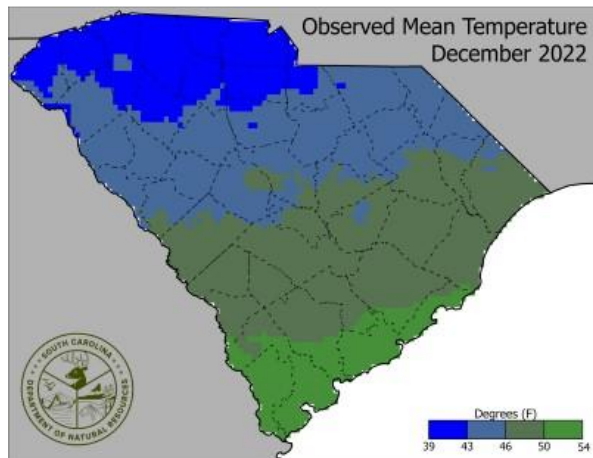 Observed Mean Temperature
December 2022
SOUTH CAROLINA
DEPARTMENT OF NATURAL RESOURCES
Degrees (F)
39 43 46 50 54